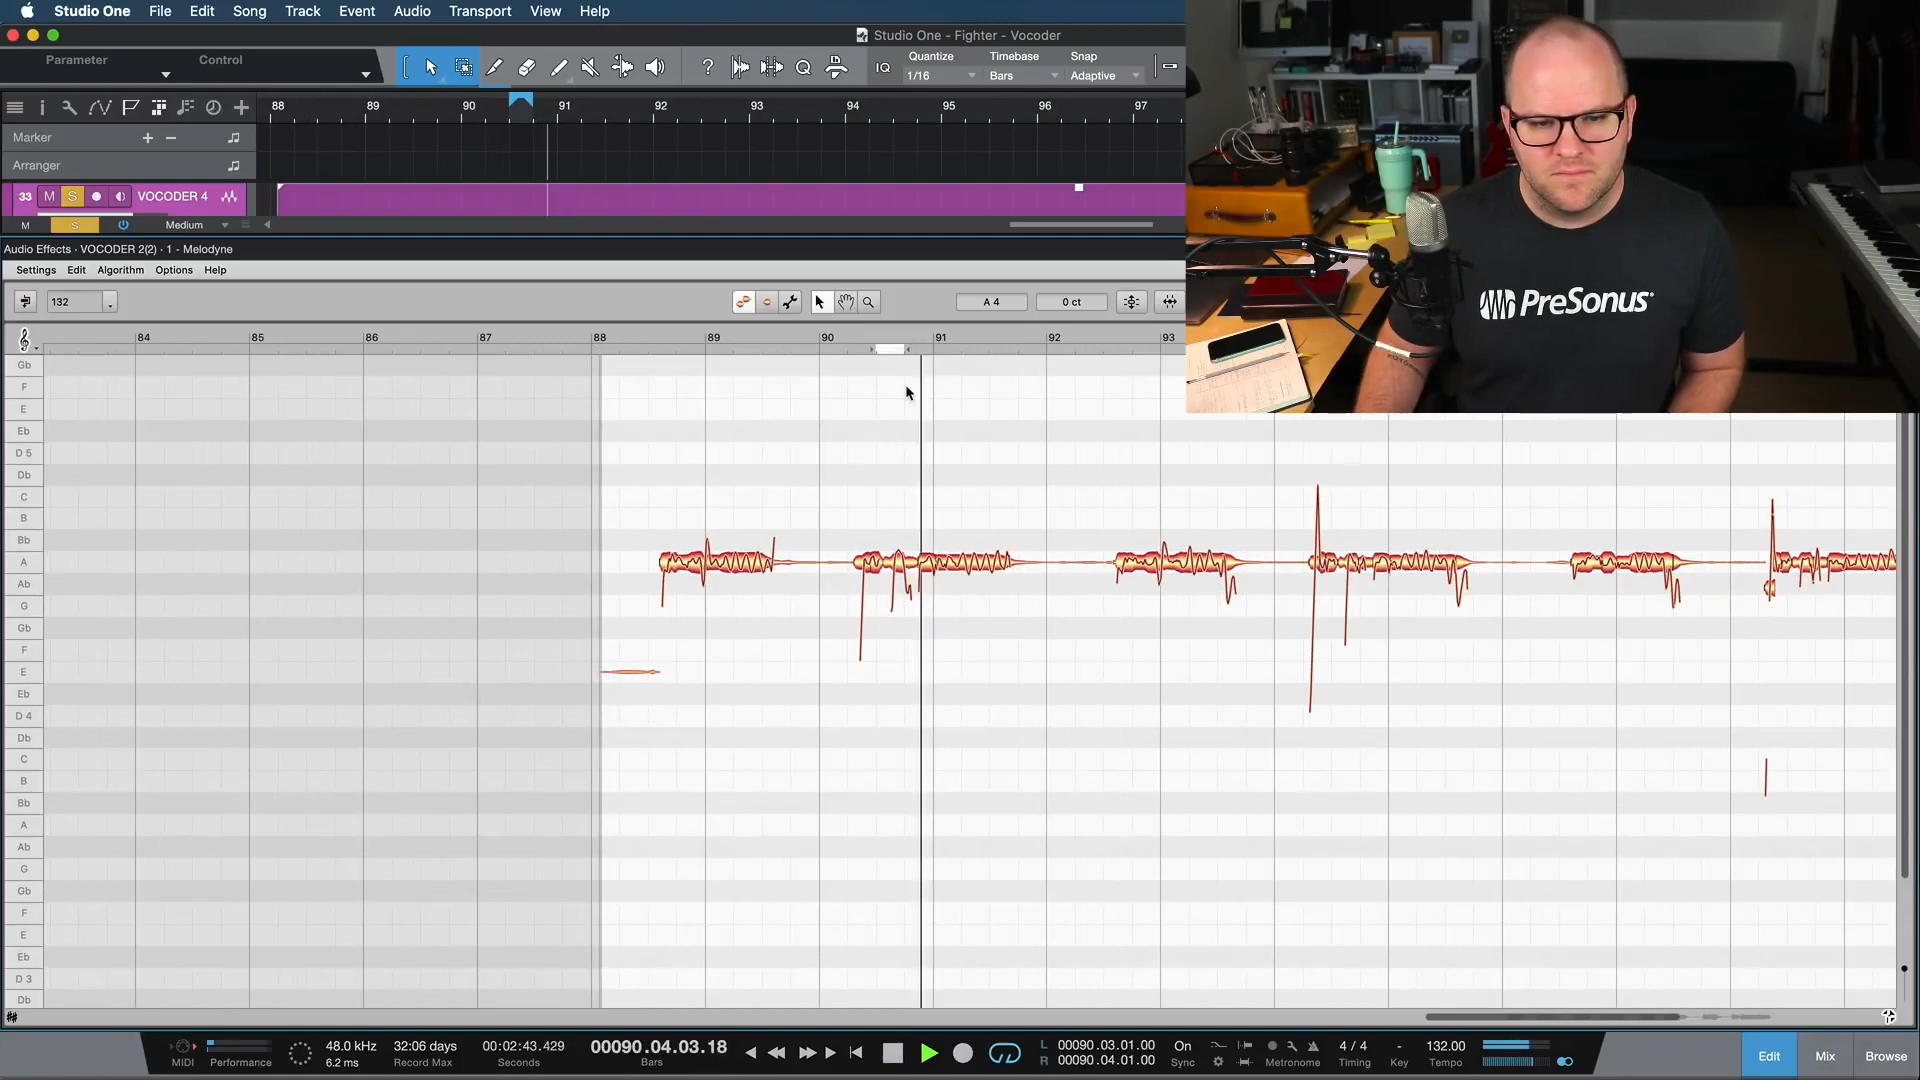 Studio One File Edit Song Track Event Audio Transport View Help
Studio One - Fighter - Vocoder
Parameter Control
Quantize Timebase Snap
IQ 1/16 Bars Adaptive
88 89 90 91 92 93 94 95 96 97
Marker + −
Arranger
33 M S VOCODER 4
M S Medium
Audio Effects · VOCODER 2(2) · 1 - Melodyne
Settings Edit Algorithm Options Help
132 A 4 0 ct
84 85 86 87 88 89 90 91 92 93
Gb
F
E
Eb
D 5
Db
C
B
Bb
A
Ab
G
Gb
F
E
Eb
D 4
Db
C
B
Bb
A
Ab
G
Gb
F
E
Eb
D 3
Db
PreSonus
MIDI Performance
48.0 kHz 32:06 days 00:02:43.429 00090.04.03.18
6.2 ms Record Max Seconds Bars
L 00090.03.01.00 On 4 / 4 - 132.00
R 00090.04.01.00 Sync Metronome Timing Key Tempo
Edit Mix Browse